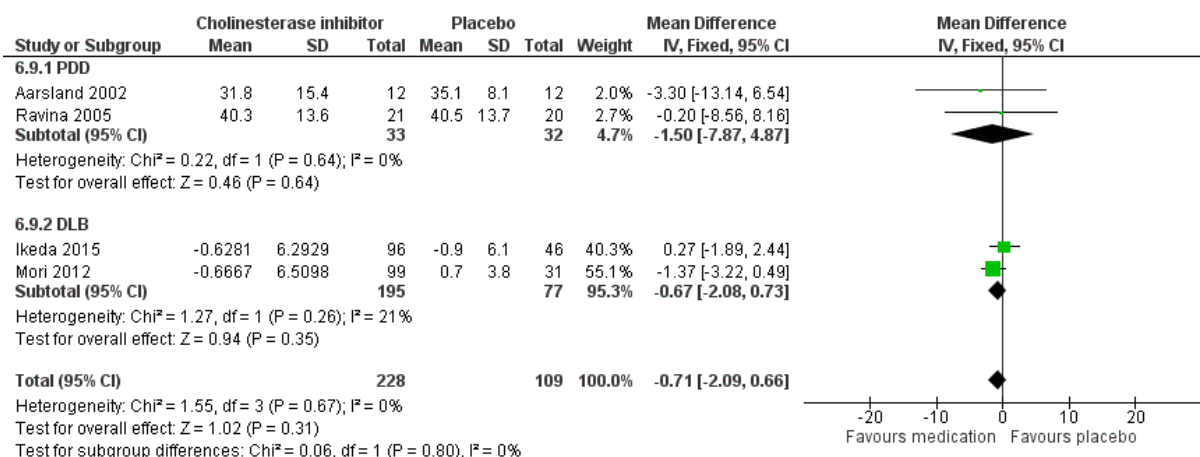 Cholinesterase inhibitor Placebo Mean Difference Mean Difference
Study or Subgroup Mean SD Total Mean SD Total Weight IV, Fixed, 95% CI IV, Fixed, 95% CI
6.9.1 PDD
Aarsland 2002 31.8 15.4 12 35.1 8.1 12 2.0% -3.30 [-13.14, 6.54]
Ravina 2005 40.3 13.6 21 40.5 13.7 20 2.7% -0.20 [-8.56, 8.16]
Subtotal (95% CI) 33 32 4.7% -1.50 [-7.87, 4.87]
Heterogeneity: Chi² = 0.22, df = 1 (P = 0.64); I² = 0%
Test for overall effect: Z = 0.46 (P = 0.64)
6.9.2 DLB
Ikeda 2015 -0.6281 6.2929 96 -0.9 6.1 46 40.3% 0.27 [-1.89, 2.44]
Mori 2012 -0.6667 6.5098 99 0.7 3.8 31 55.1% -1.37 [-3.22, 0.49]
Subtotal (95% CI) 195 77 95.3% -0.67 [-2.08, 0.73]
Heterogeneity: Chi² = 1.27, df = 1 (P = 0.26); I² = 21%
Test for overall effect: Z = 0.94 (P = 0.35)
Total (95% CI) 228 109 100.0% -0.71 [-2.09, 0.66]
Heterogeneity: Chi² = 1.55, df = 3 (P = 0.67); I² = 0%
Test for overall effect: Z = 1.02 (P = 0.31)
Test for subgroup differences: Chi² = 0.06, df = 1 (P = 0.80), I² = 0%
-20 -10 0 10 20
Favours medication Favours placebo